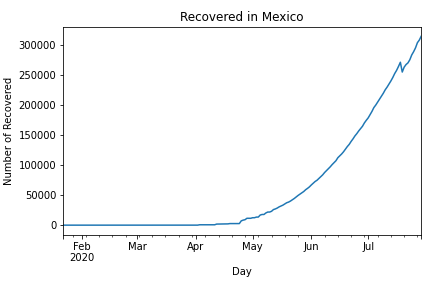 Recovered in Mexico
Number of Recovered
300000
250000
200000
150000
100000
50000
0
Feb
2020
Mar
Apr
May
Jun
Jul
Day